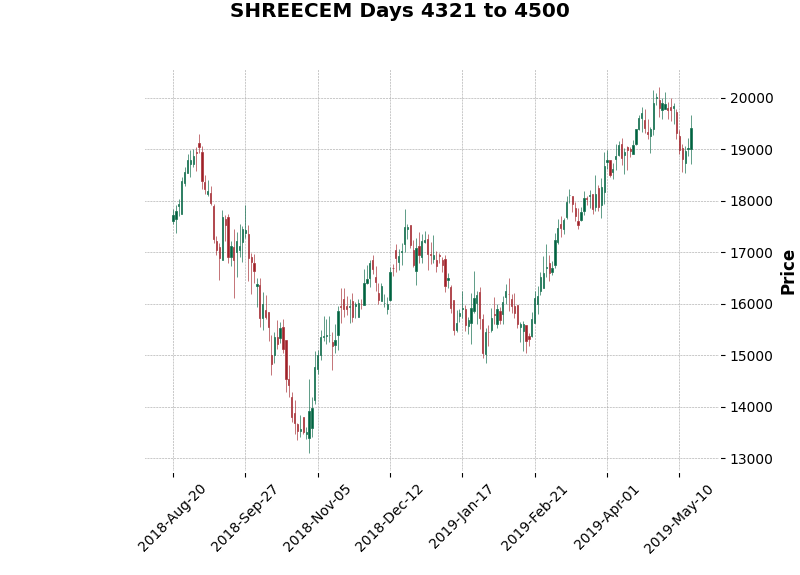 SHREECEM Days 4321 to 4500
20000
19000
18000
17000
16000
15000
14000
13000
Price
2018-Aug-20
2018-Sep-27
2018-Nov-05
2018-Dec-12
2019-Jan-17
2019-Feb-21
2019-Apr-01
2019-May-10